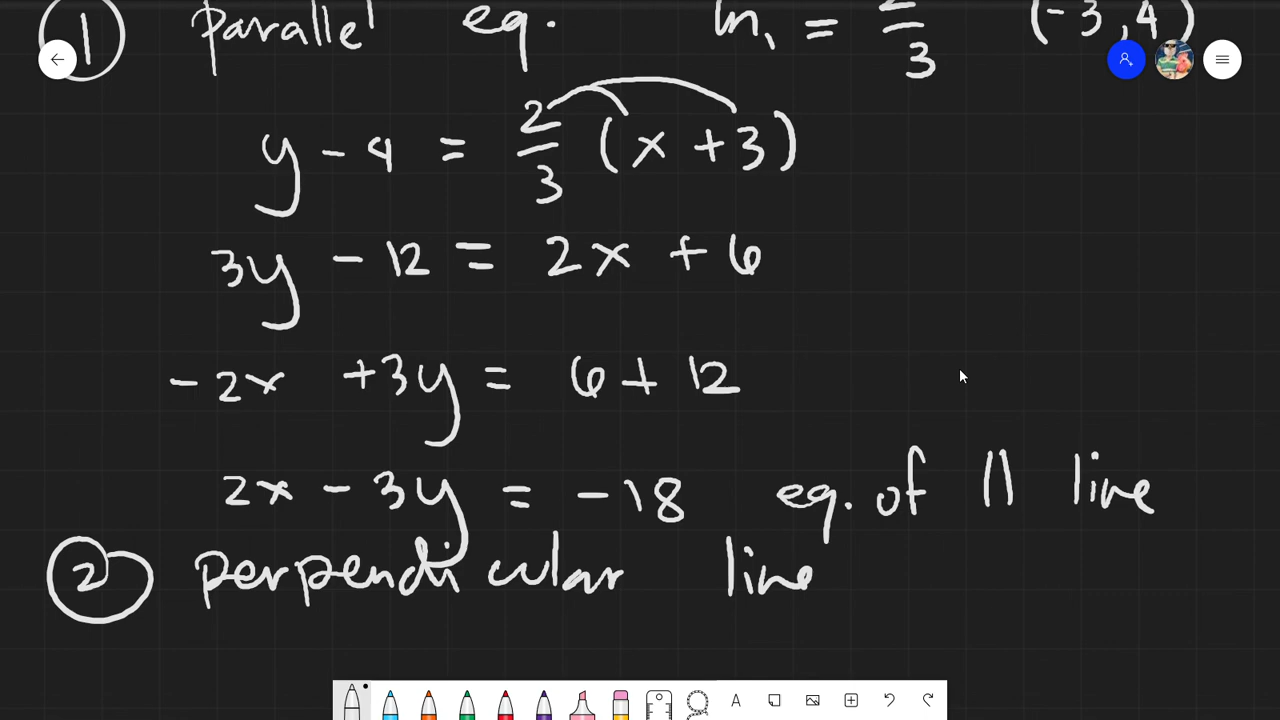 1 parallel eq. m₁ = 2/3 (-3,4)
y - 4 = 2/3 (x + 3)
3y - 12 = 2x + 6
-2x +3y = 6 + 12
2x - 3y = -18 eq. of || line
2 perpendicular line
A